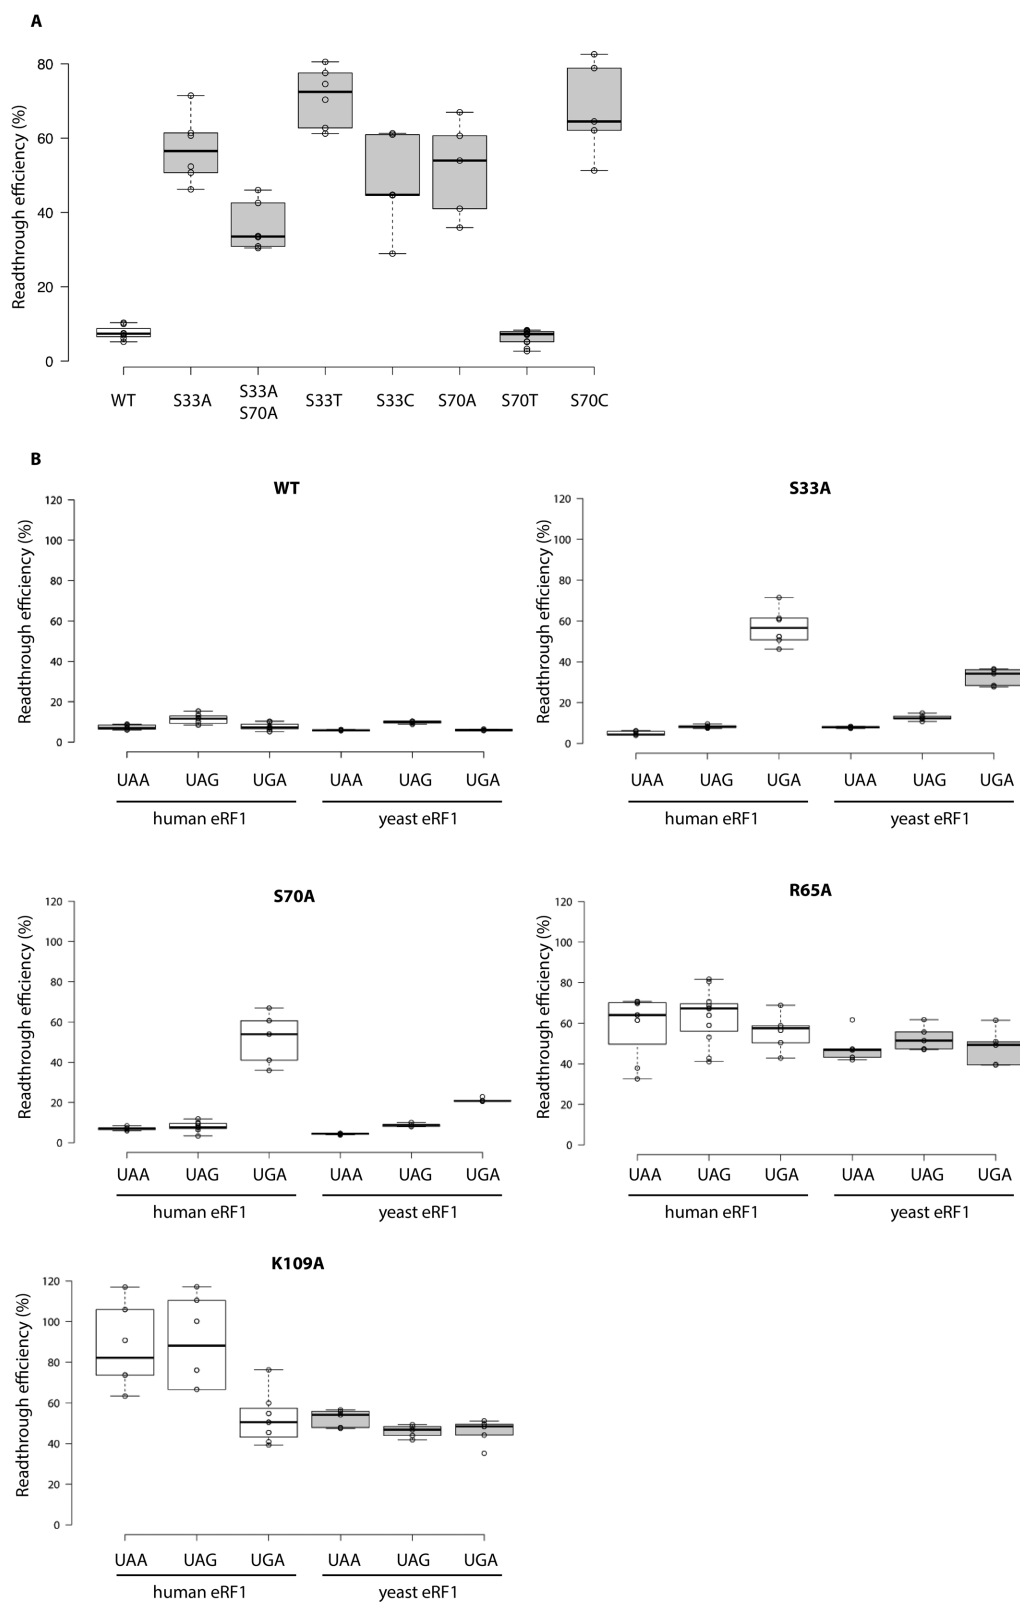 A
Readthrough efficiency (%)
80
60
40
20
0
WT S33A S33A S70A S33T S33C S70A S70T S70C
B
WT
Readthrough efficiency (%)
120
100
80
60
40
20
0
UAA UAG UGA UAA UAG UGA
human eRF1 yeast eRF1
S33A
Readthrough efficiency (%)
120
100
80
60
40
20
0
UAA UAG UGA UAA UAG UGA
human eRF1 yeast eRF1
S70A
Readthrough efficiency (%)
120
100
80
60
40
20
0
UAA UAG UGA UAA UAG UGA
human eRF1 yeast eRF1
R65A
Readthrough efficiency (%)
120
100
80
60
40
20
0
UAA UAG UGA UAA UAG UGA
human eRF1 yeast eRF1
K109A
Readthrough efficiency (%)
120
100
80
60
40
20
0
UAA UAG UGA UAA UAG UGA
human eRF1 yeast eRF1